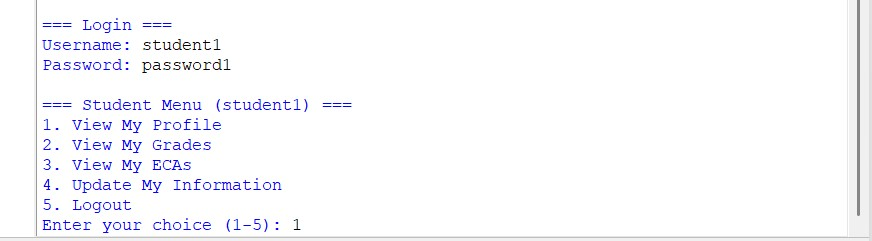 === Login ===
Username: student1
Password: password1
=== Student Menu (student1) ===
1. View My Profile
2. View My Grades
3. View My ECAs
4. Update My Information
5. Logout
Enter your choice (1-5): 1